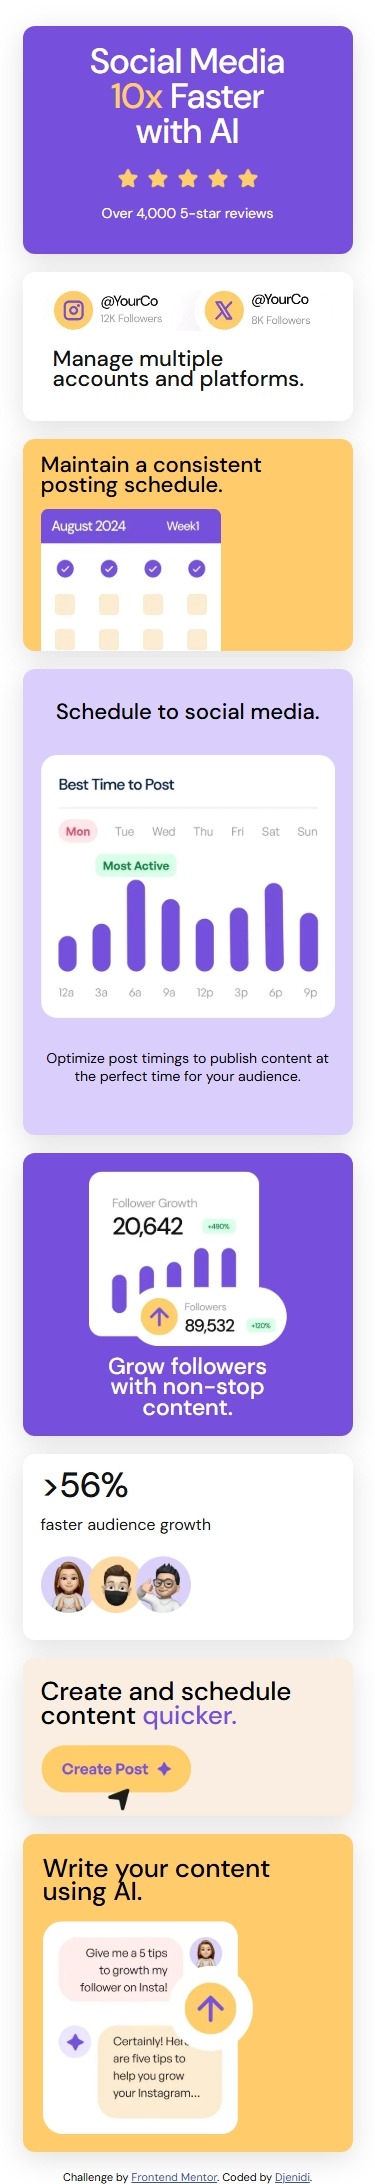 Social Media
10x Faster
with AI
Over 4,000 5-star reviews
@YourCo
12K Followers
@YourCo
8K Followers
Manage multiple
accounts and platforms.
Maintain a consistent
posting schedule.
August 2024 Week1
Schedule to social media.
Best Time to Post
Mon Tue Wed Thu Fri Sat Sun
Most Active
12a 3a 6a 9a 12p 3p 6p 9p
Optimize post timings to publish content at
the perfect time for your audience.
Follower Growth
20,642 +490%
Followers
89,532 +120%
Grow followers
with non-stop
content.
>56%
faster audience growth
Create and schedule
content quicker.
Create Post
Write your content
using AI.
Give me a 5 tips
to growth my
follower on Insta!
Certainly! Here
are five tips to
help you grow
your Instagram...
Challenge by Frontend Mentor. Coded by Djenidi.